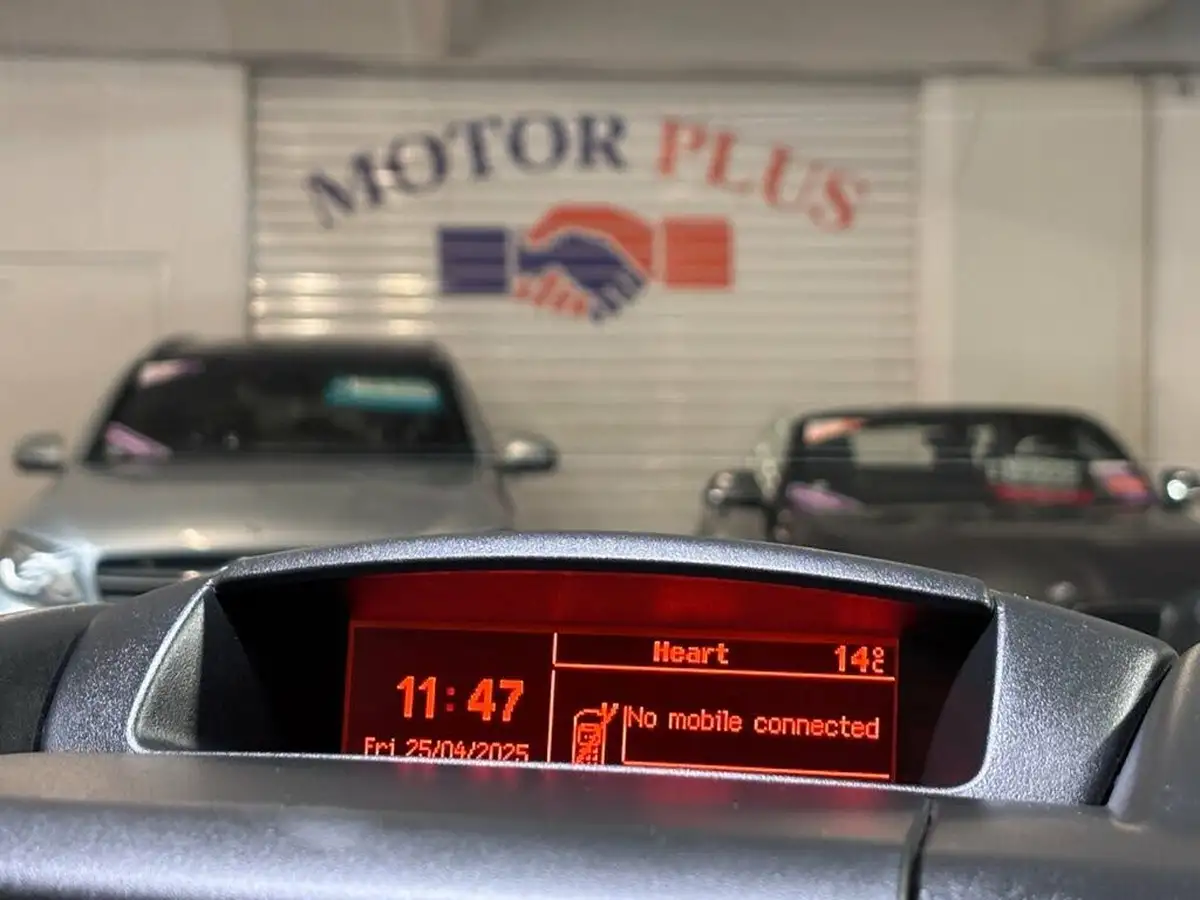 MOTOR PLUS
Heart
14°C
11:47
No mobile connected
Fri 25/04/2025